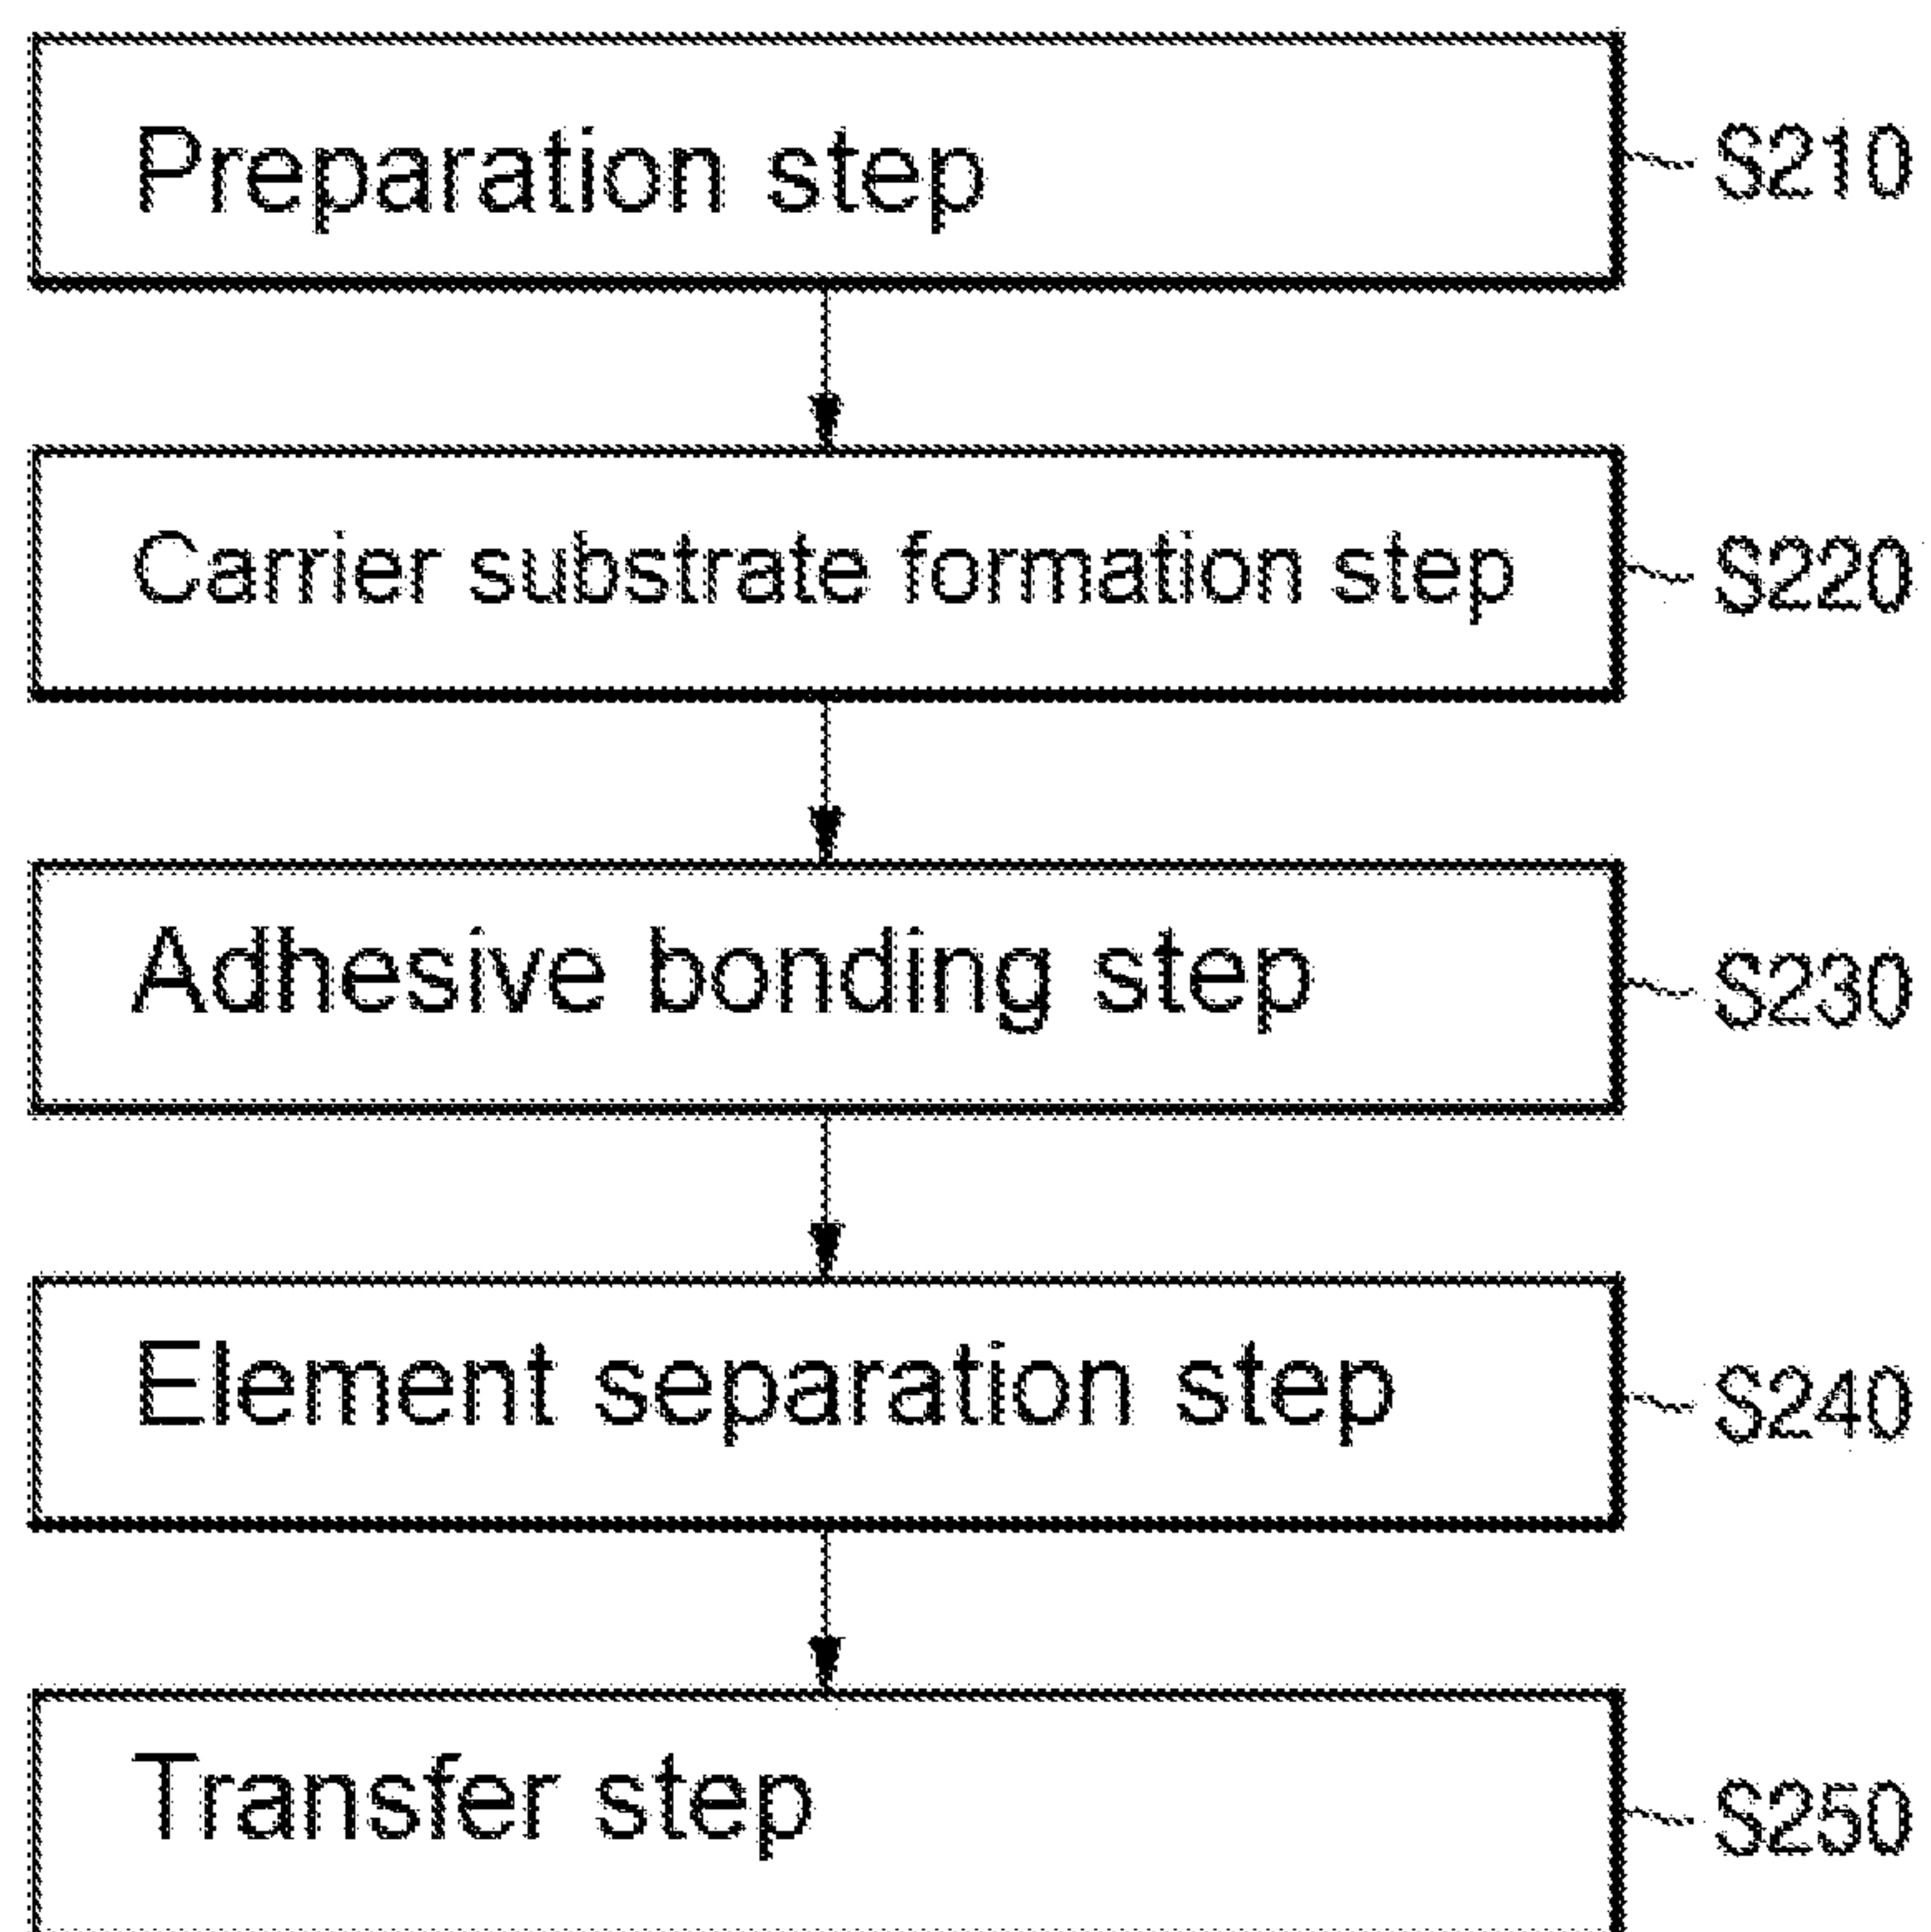 Preparation step
S210
Carrier substrate formation step
S220
Adhesive bonding step
S230
Element separation step
S240
Transfer step
S250